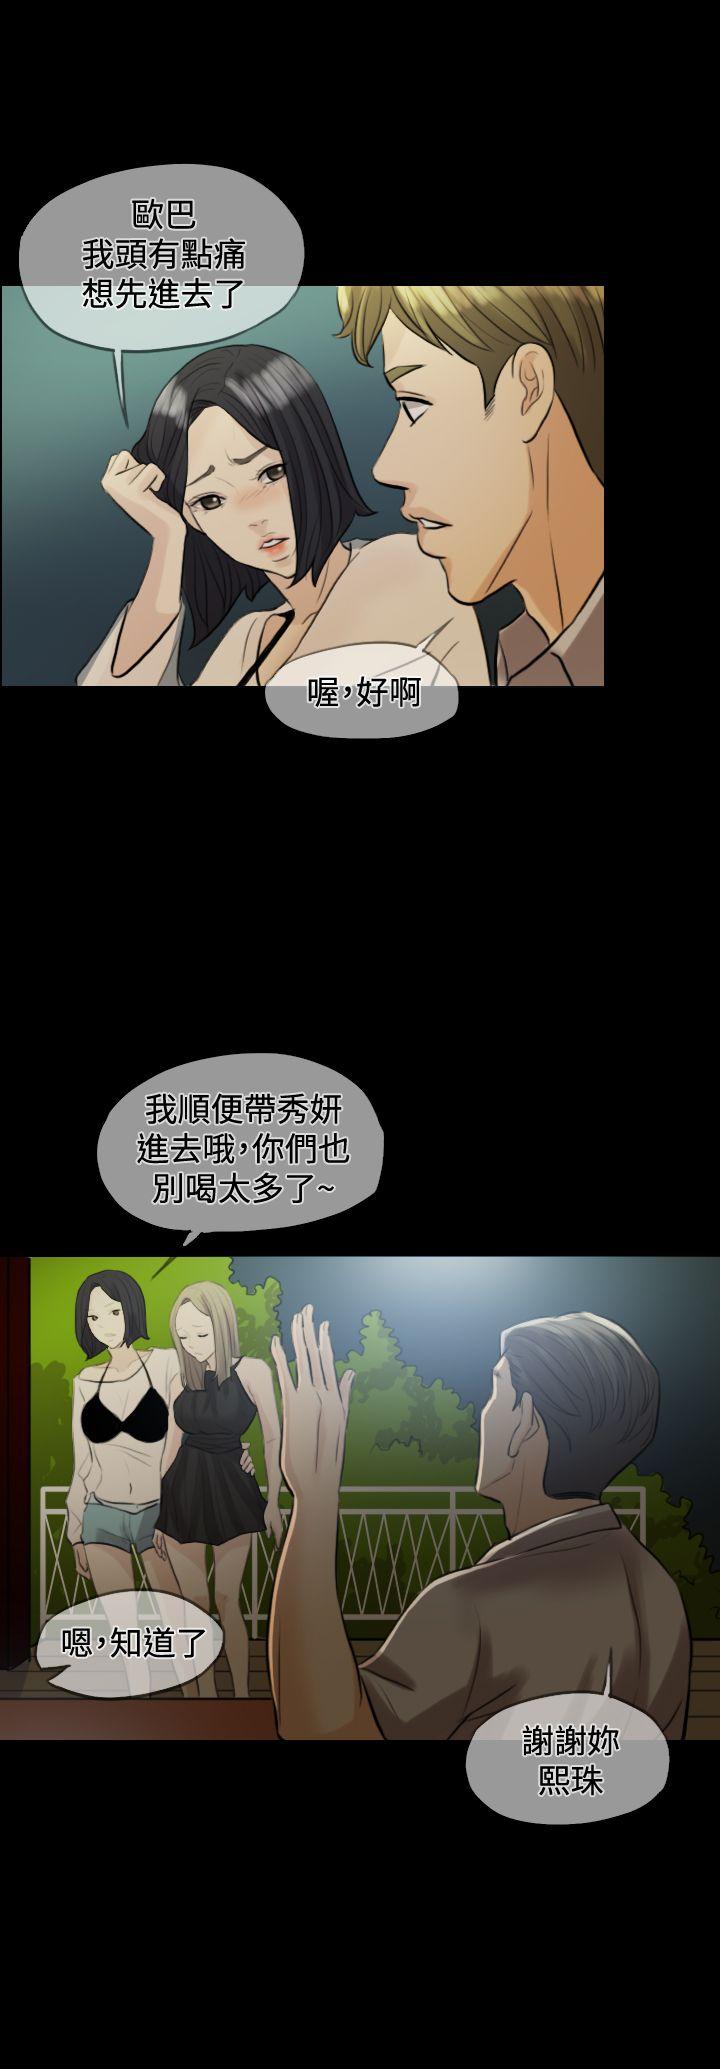 歐巴
我頭有點痛
想先進去了
喔,好啊
我順便帶秀妍
進去哦,你們也
別喝太多了~
嗯,知道了
謝謝妳
熙珠